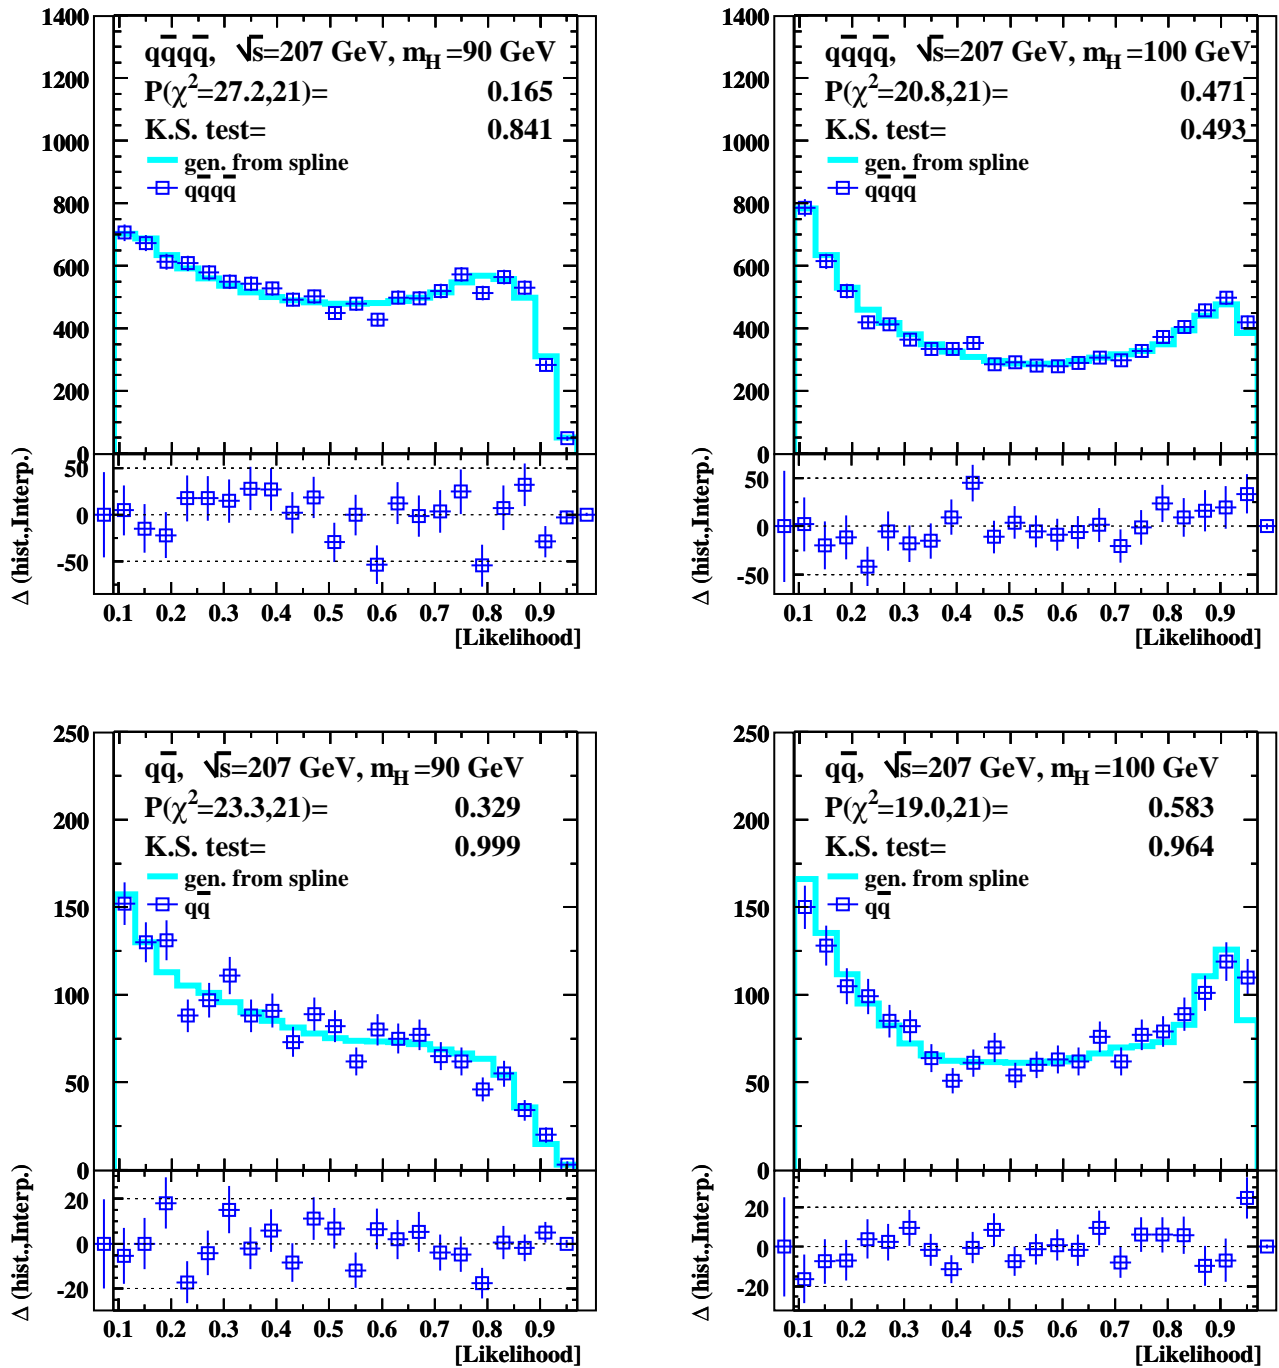 1400
1200
1000
800
600
400
200
0
qq̅qq̅, √s=207 GeV, m_H=90 GeV
P(χ²=27.2,21)= 0.165
K.S. test= 0.841
gen. from spline
qq̅qq̅
50
0
-50
Δ (hist.,Interp.)
0.1 0.2 0.3 0.4 0.5 0.6 0.7 0.8 0.9
[Likelihood]
1400
1200
1000
800
600
400
200
0
qq̅qq̅, √s=207 GeV, m_H=100 GeV
P(χ²=20.8,21)= 0.471
K.S. test= 0.493
gen. from spline
qq̅qq̅
50
0
-50
Δ (hist.,Interp.)
0.1 0.2 0.3 0.4 0.5 0.6 0.7 0.8 0.9
[Likelihood]
250
200
150
100
50
0
qq̅, √s=207 GeV, m_H=90 GeV
P(χ²=23.3,21)= 0.329
K.S. test= 0.999
gen. from spline
qq̅
20
0
-20
Δ (hist.,Interp.)
0.1 0.2 0.3 0.4 0.5 0.6 0.7 0.8 0.9
[Likelihood]
250
200
150
100
50
0
qq̅, √s=207 GeV, m_H=100 GeV
P(χ²=19.0,21)= 0.583
K.S. test= 0.964
gen. from spline
qq̅
20
0
-20
Δ (hist.,Interp.)
0.1 0.2 0.3 0.4 0.5 0.6 0.7 0.8 0.9
[Likelihood]